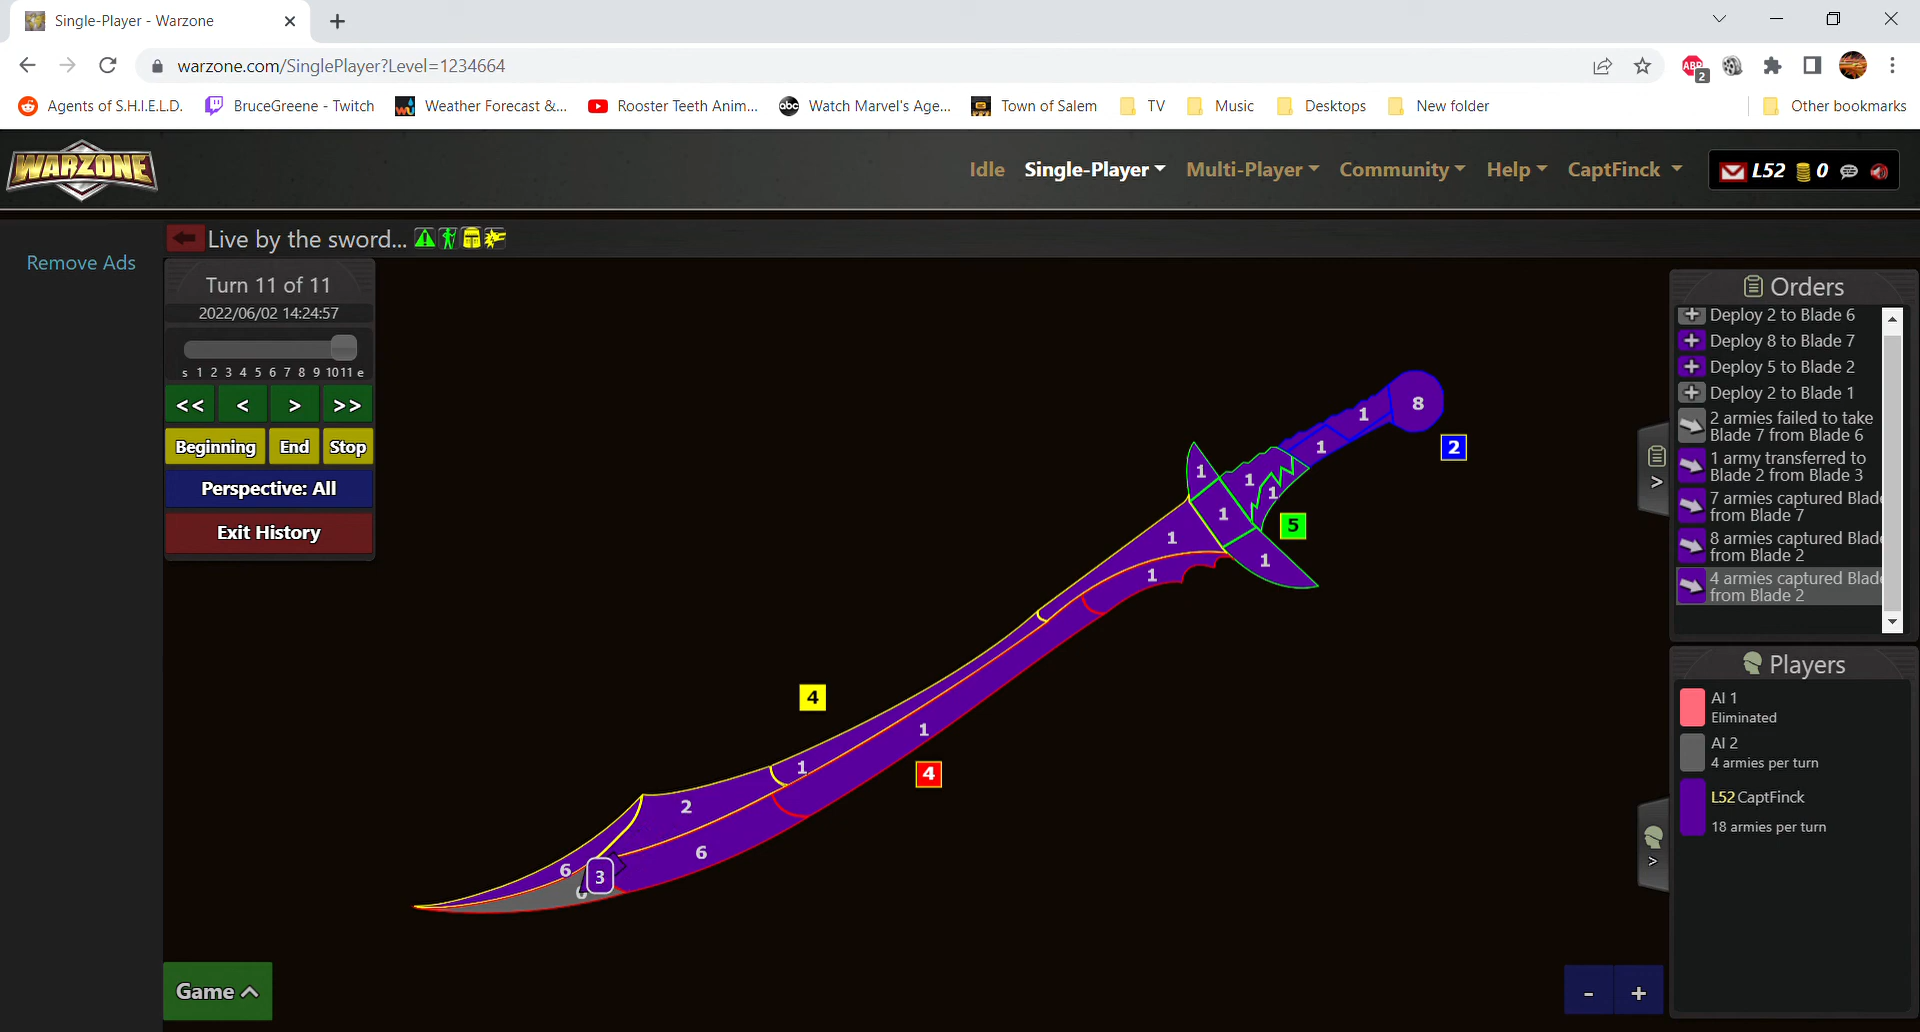 Single-Player - Warzone
warzone.com/SinglePlayer?Level=1234664
ABP
2
Agents of S.H.I.E.L.D.
BruceGreene - Twitch
Weather Forecast &...
Rooster Teeth Anim...
abc
Watch Marvel's Age...
Town of Salem
TV
Music
Desktops
New folder
Other bookmarks
WARZONE
Idle
Single-Player
Multi-Player
Community
Help
CaptFinck
L52
0
Remove Ads
Live by the sword...
Turn 11 of 11
2022/06/02 14:24:57
s 1 2 3 4 5 6 7 8 9 10 11 e
<<
<
>
>>
Beginning
End
Stop
Perspective: All
Exit History
8
1
1
2
1
1
1
1
5
1
1
1
4
1
4
1
2
6
6
3
Game
-
+
>
>
Orders
Deploy 2 to Blade 6
Deploy 8 to Blade 7
Deploy 5 to Blade 2
Deploy 2 to Blade 1
2 armies failed to take
Blade 7 from Blade 6
1 army transferred to
Blade 2 from Blade 3
7 armies captured Blade
from Blade 7
8 armies captured Blade
from Blade 2
4 armies captured Blade
from Blade 2
Players
AI 1
Eliminated
AI 2
4 armies per turn
L52 CaptFinck
18 armies per turn